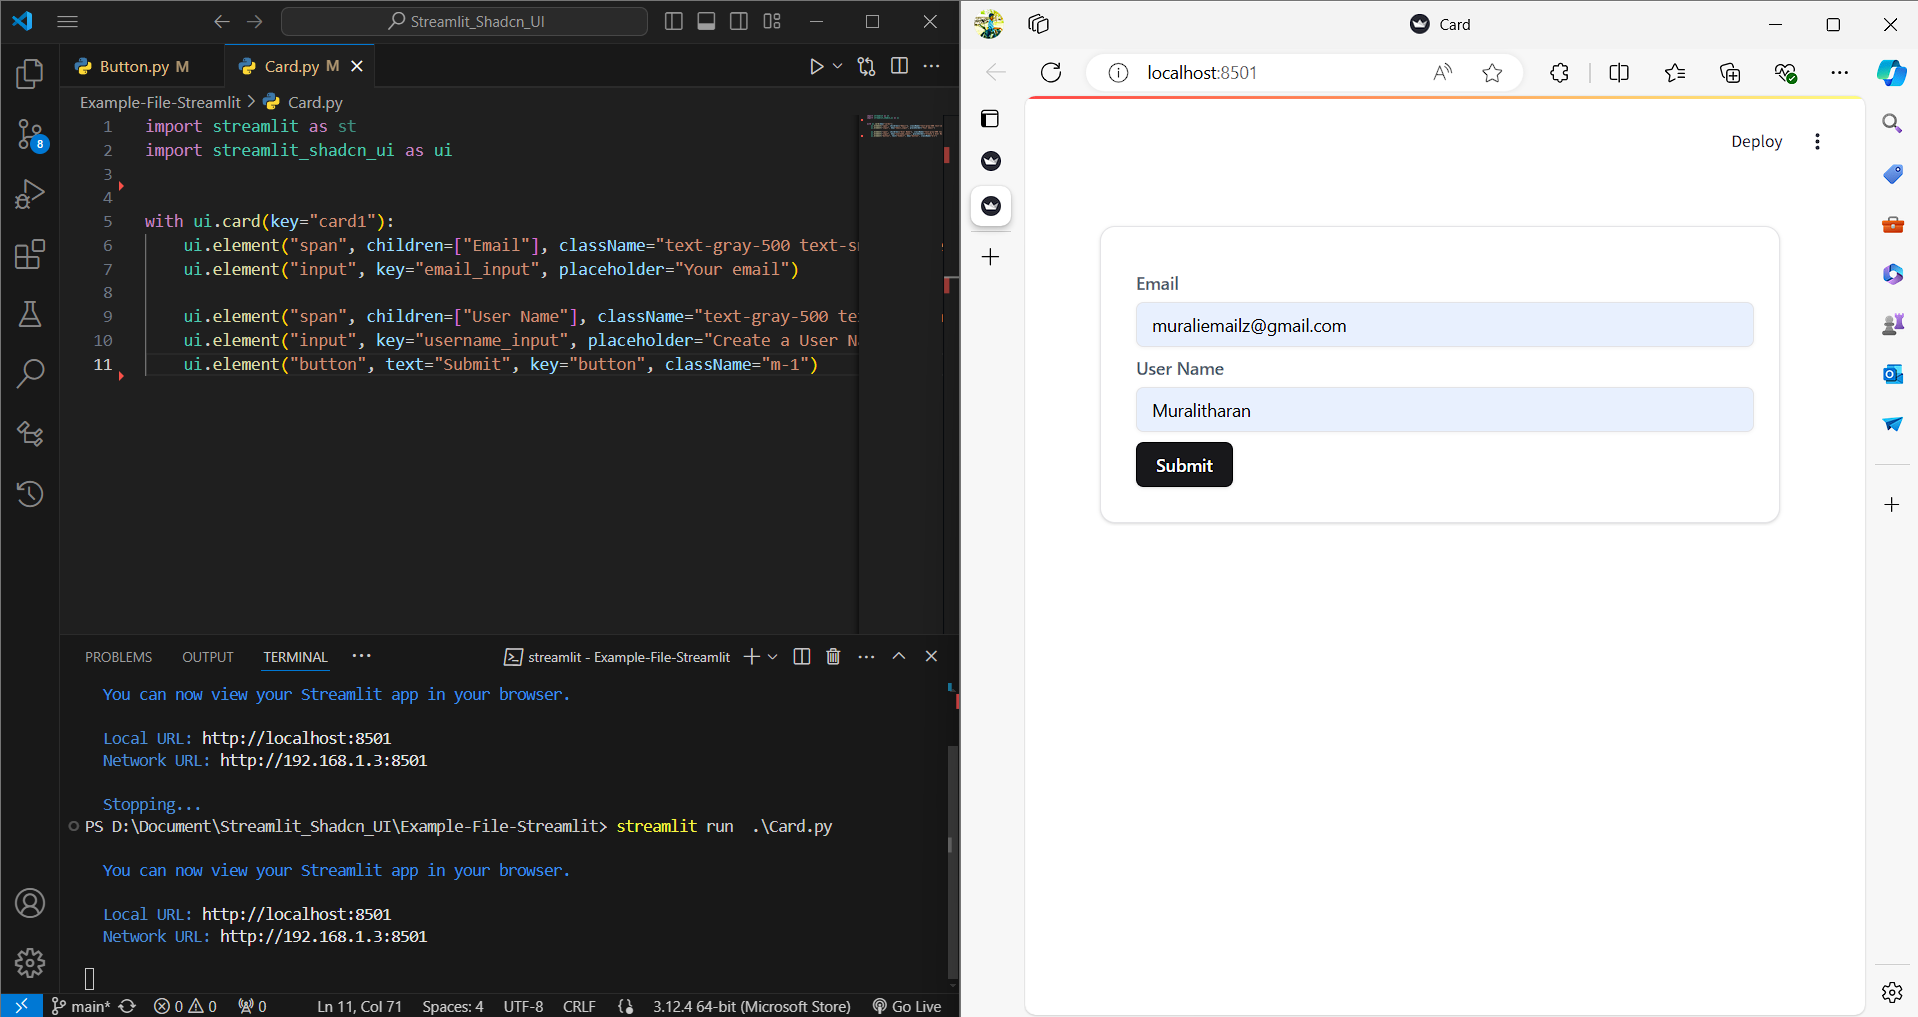 Streamlit_Shadcn_UI
Button.py M
Card.py M
Example-File-Streamlit > Card.py
1 import streamlit as st
2 import streamlit_shadcn_ui as ui
3
4
5 with ui.card(key="card1"):
6 ui.element("span", children=["Email"], className="text-gray-500 text-sm
7 ui.element("input", key="email_input", placeholder="Your email")
8
9 ui.element("span", children=["User Name"], className="text-gray-500 te
10 ui.element("input", key="username_input", placeholder="Create a User Na
11 ui.element("button", text="Submit", key="button", className="m-1")
8
PROBLEMS OUTPUT TERMINAL ... streamlit - Example-File-Streamlit
You can now view your Streamlit app in your browser.
Local URL: http://localhost:8501
Network URL: http://192.168.1.3:8501
Stopping...
PS D:\Document\Streamlit_Shadcn_UI\Example-File-Streamlit> streamlit run .\Card.py
You can now view your Streamlit app in your browser.
Local URL: http://localhost:8501
Network URL: http://192.168.1.3:8501
main* 0 0 0 Ln 11, Col 71 Spaces: 4 UTF-8 CRLF 3.12.4 64-bit (Microsoft Store) Go Live
Card
localhost:8501
Deploy
Email
muraliemailz@gmail.com
User Name
Muralitharan
Submit